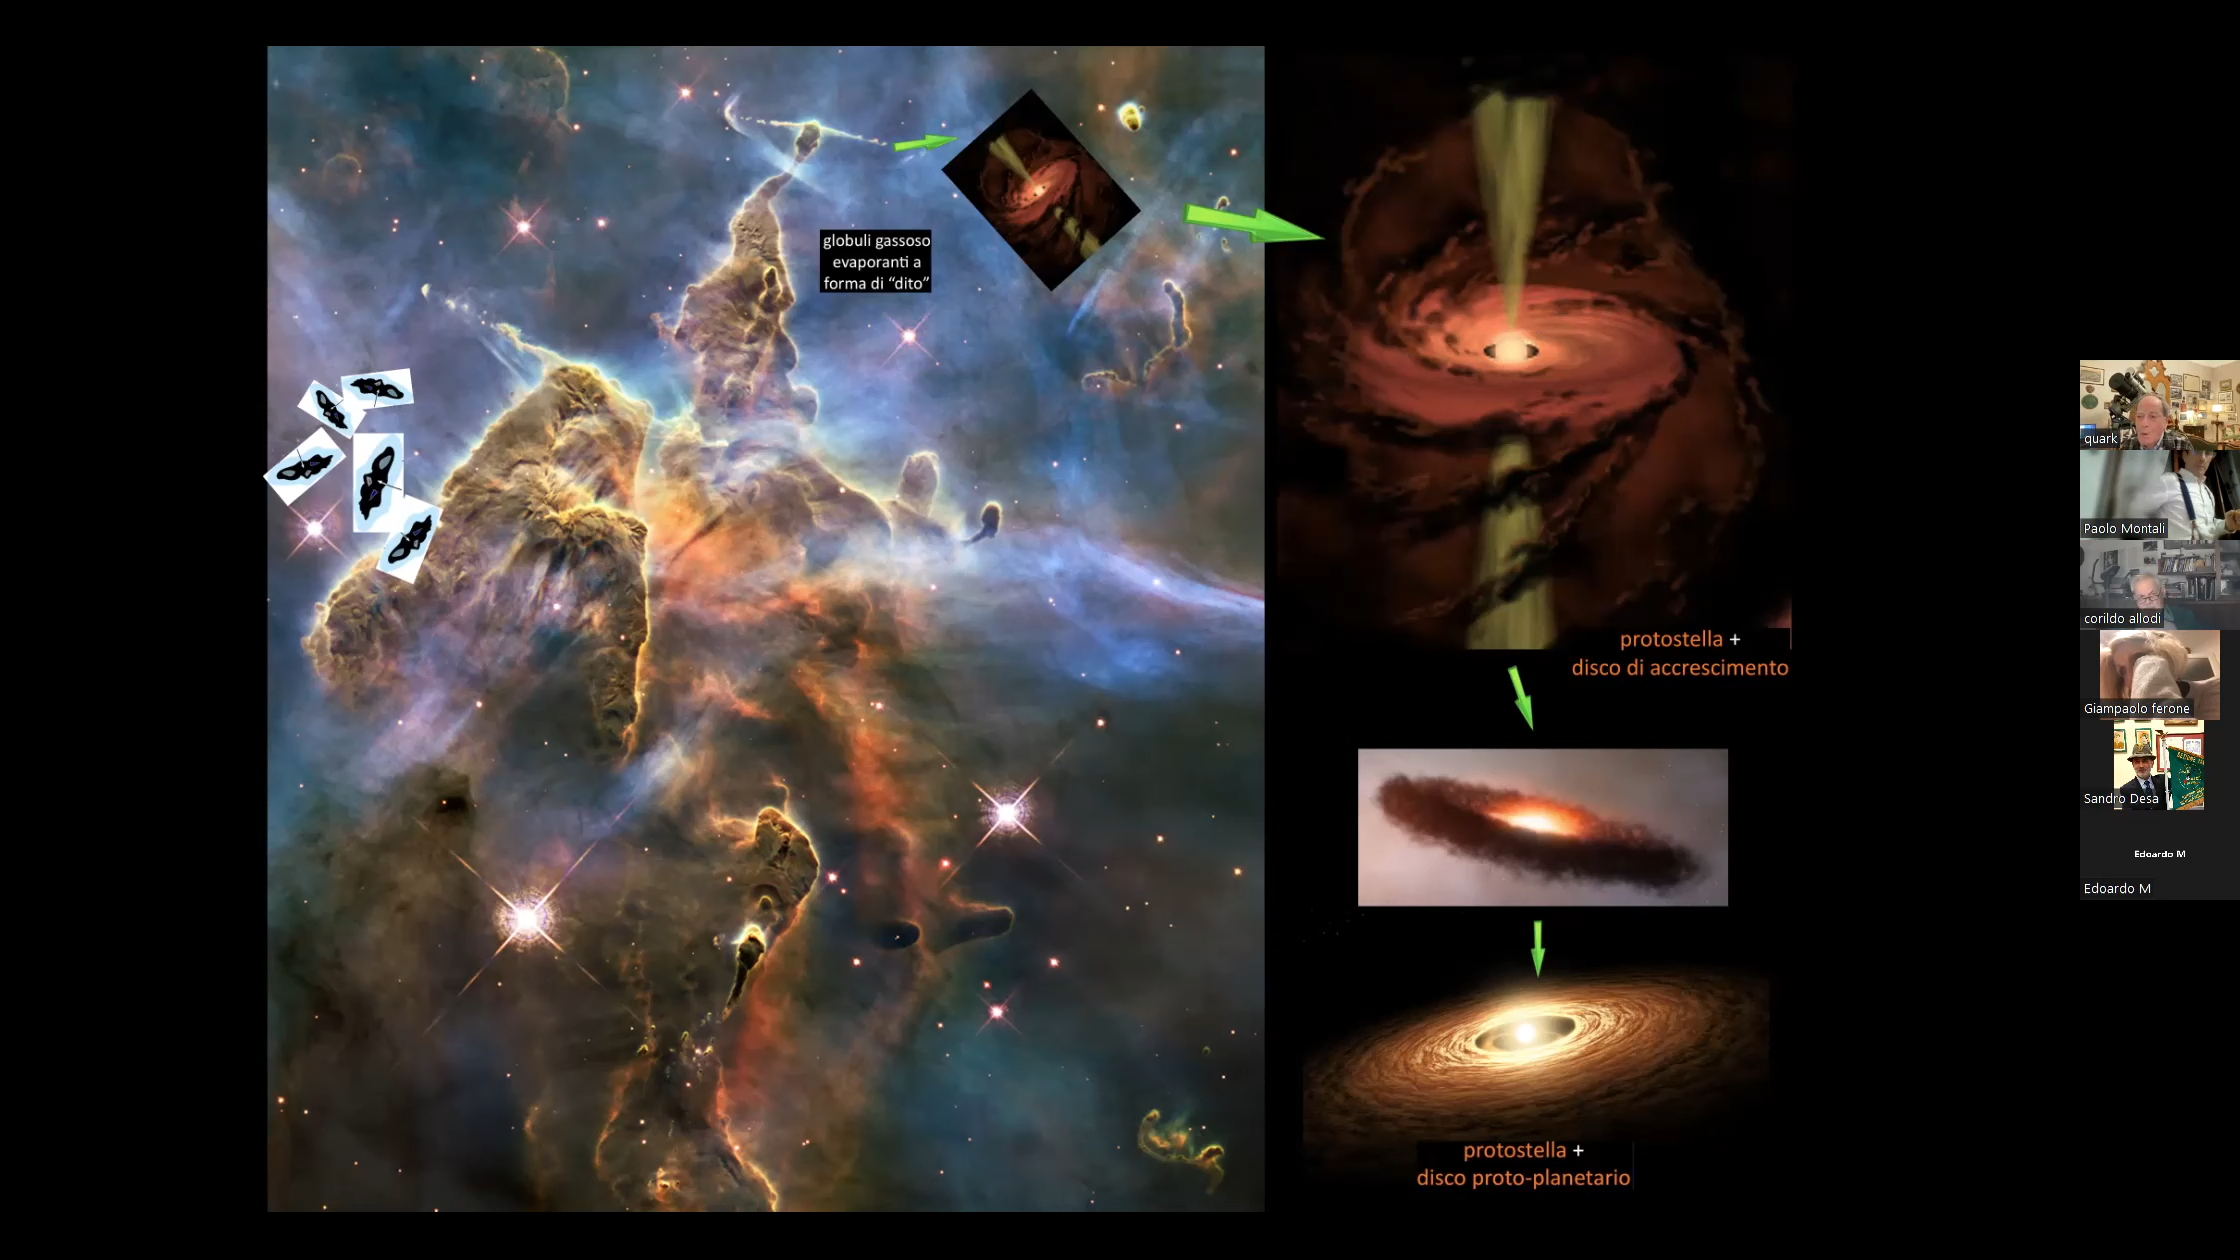 globuli gassoso
evaporanti a
forma di “dito”
protostella +
disco di accrescimento
protostella +
disco proto-planetario
quark
Paolo Montali
corildo allodi
Giampaolo ferone
Sandro Desa
Edoardo M
Edoardo M